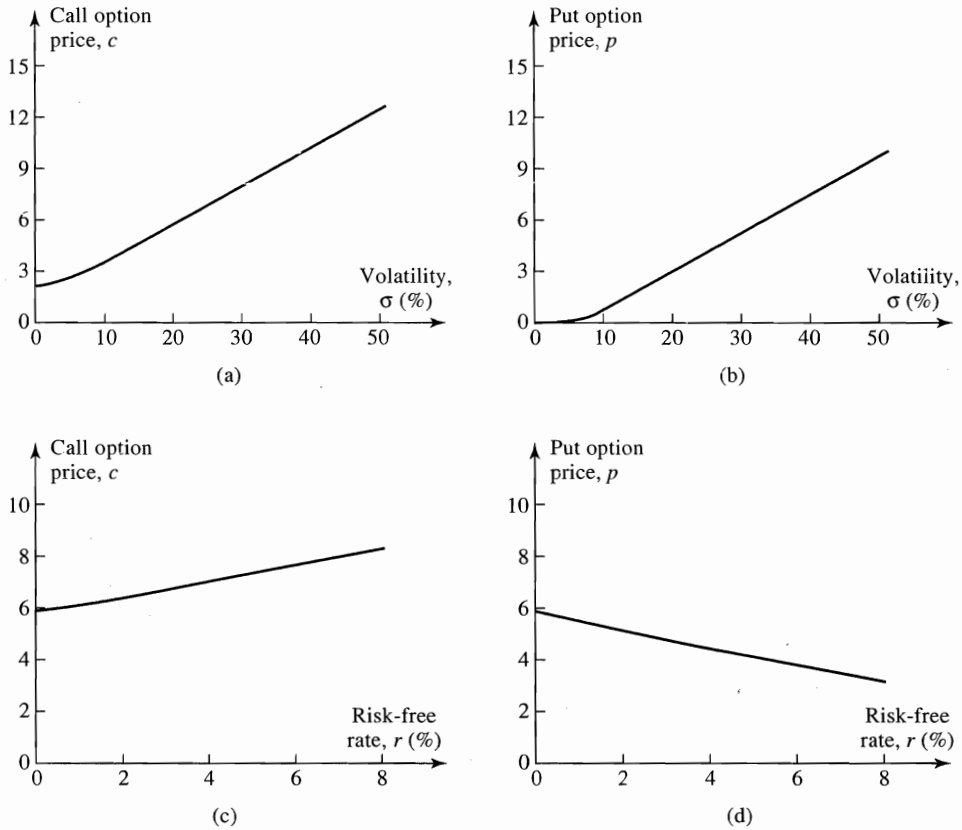 Call option
price, c
15
12
9
6
3
0
0 10 20 30 40 50
Volatility,
σ (%)
(a)
Put option
price, p
15
12
9
6
3
0
0 10 20 30 40 50
Volatility,
σ (%)
(b)
Call option
price, c
10
8
6
4
2
0
0 2 4 6 8
Risk-free
rate, r (%)
(c)
Put option
price, p
10
8
6
4
2
0
0 2 4 6 8
Risk-free
rate, r (%)
(d)